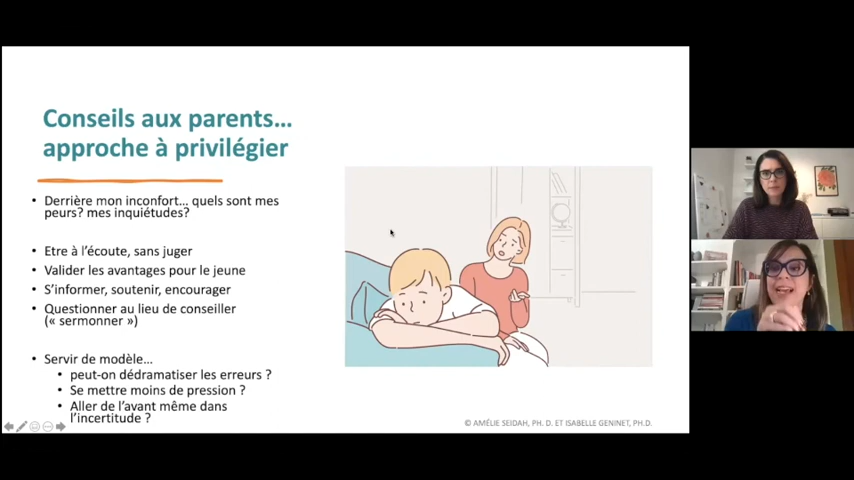 Conseils aux parents...
approche à privilégier
• Derrière mon inconfort... quels sont mes
peurs? mes inquiétudes?
• Etre à l'écoute, sans juger
• Valider les avantages pour le jeune
• S'informer, soutenir, encourager
• Questionner au lieu de conseiller
(« sermonner »)
• Servir de modèle...
• peut-on dédramatiser les erreurs ?
• Se mettre moins de pression ?
• Aller de l'avant même dans
l'incertitude ?
© AMÉLIE SEIDAH, PH. D. ET ISABELLE GENINET, PH.D.